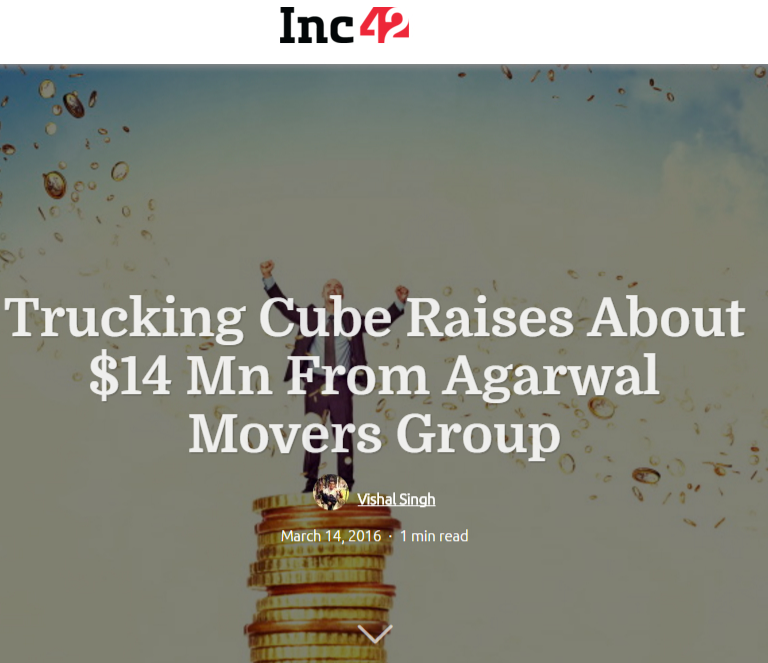 Inc42
Trucking Cube Raises About
$14 Mn From Agarwal
Movers Group
Vishal Singh
March 14, 2016 · 1 min read